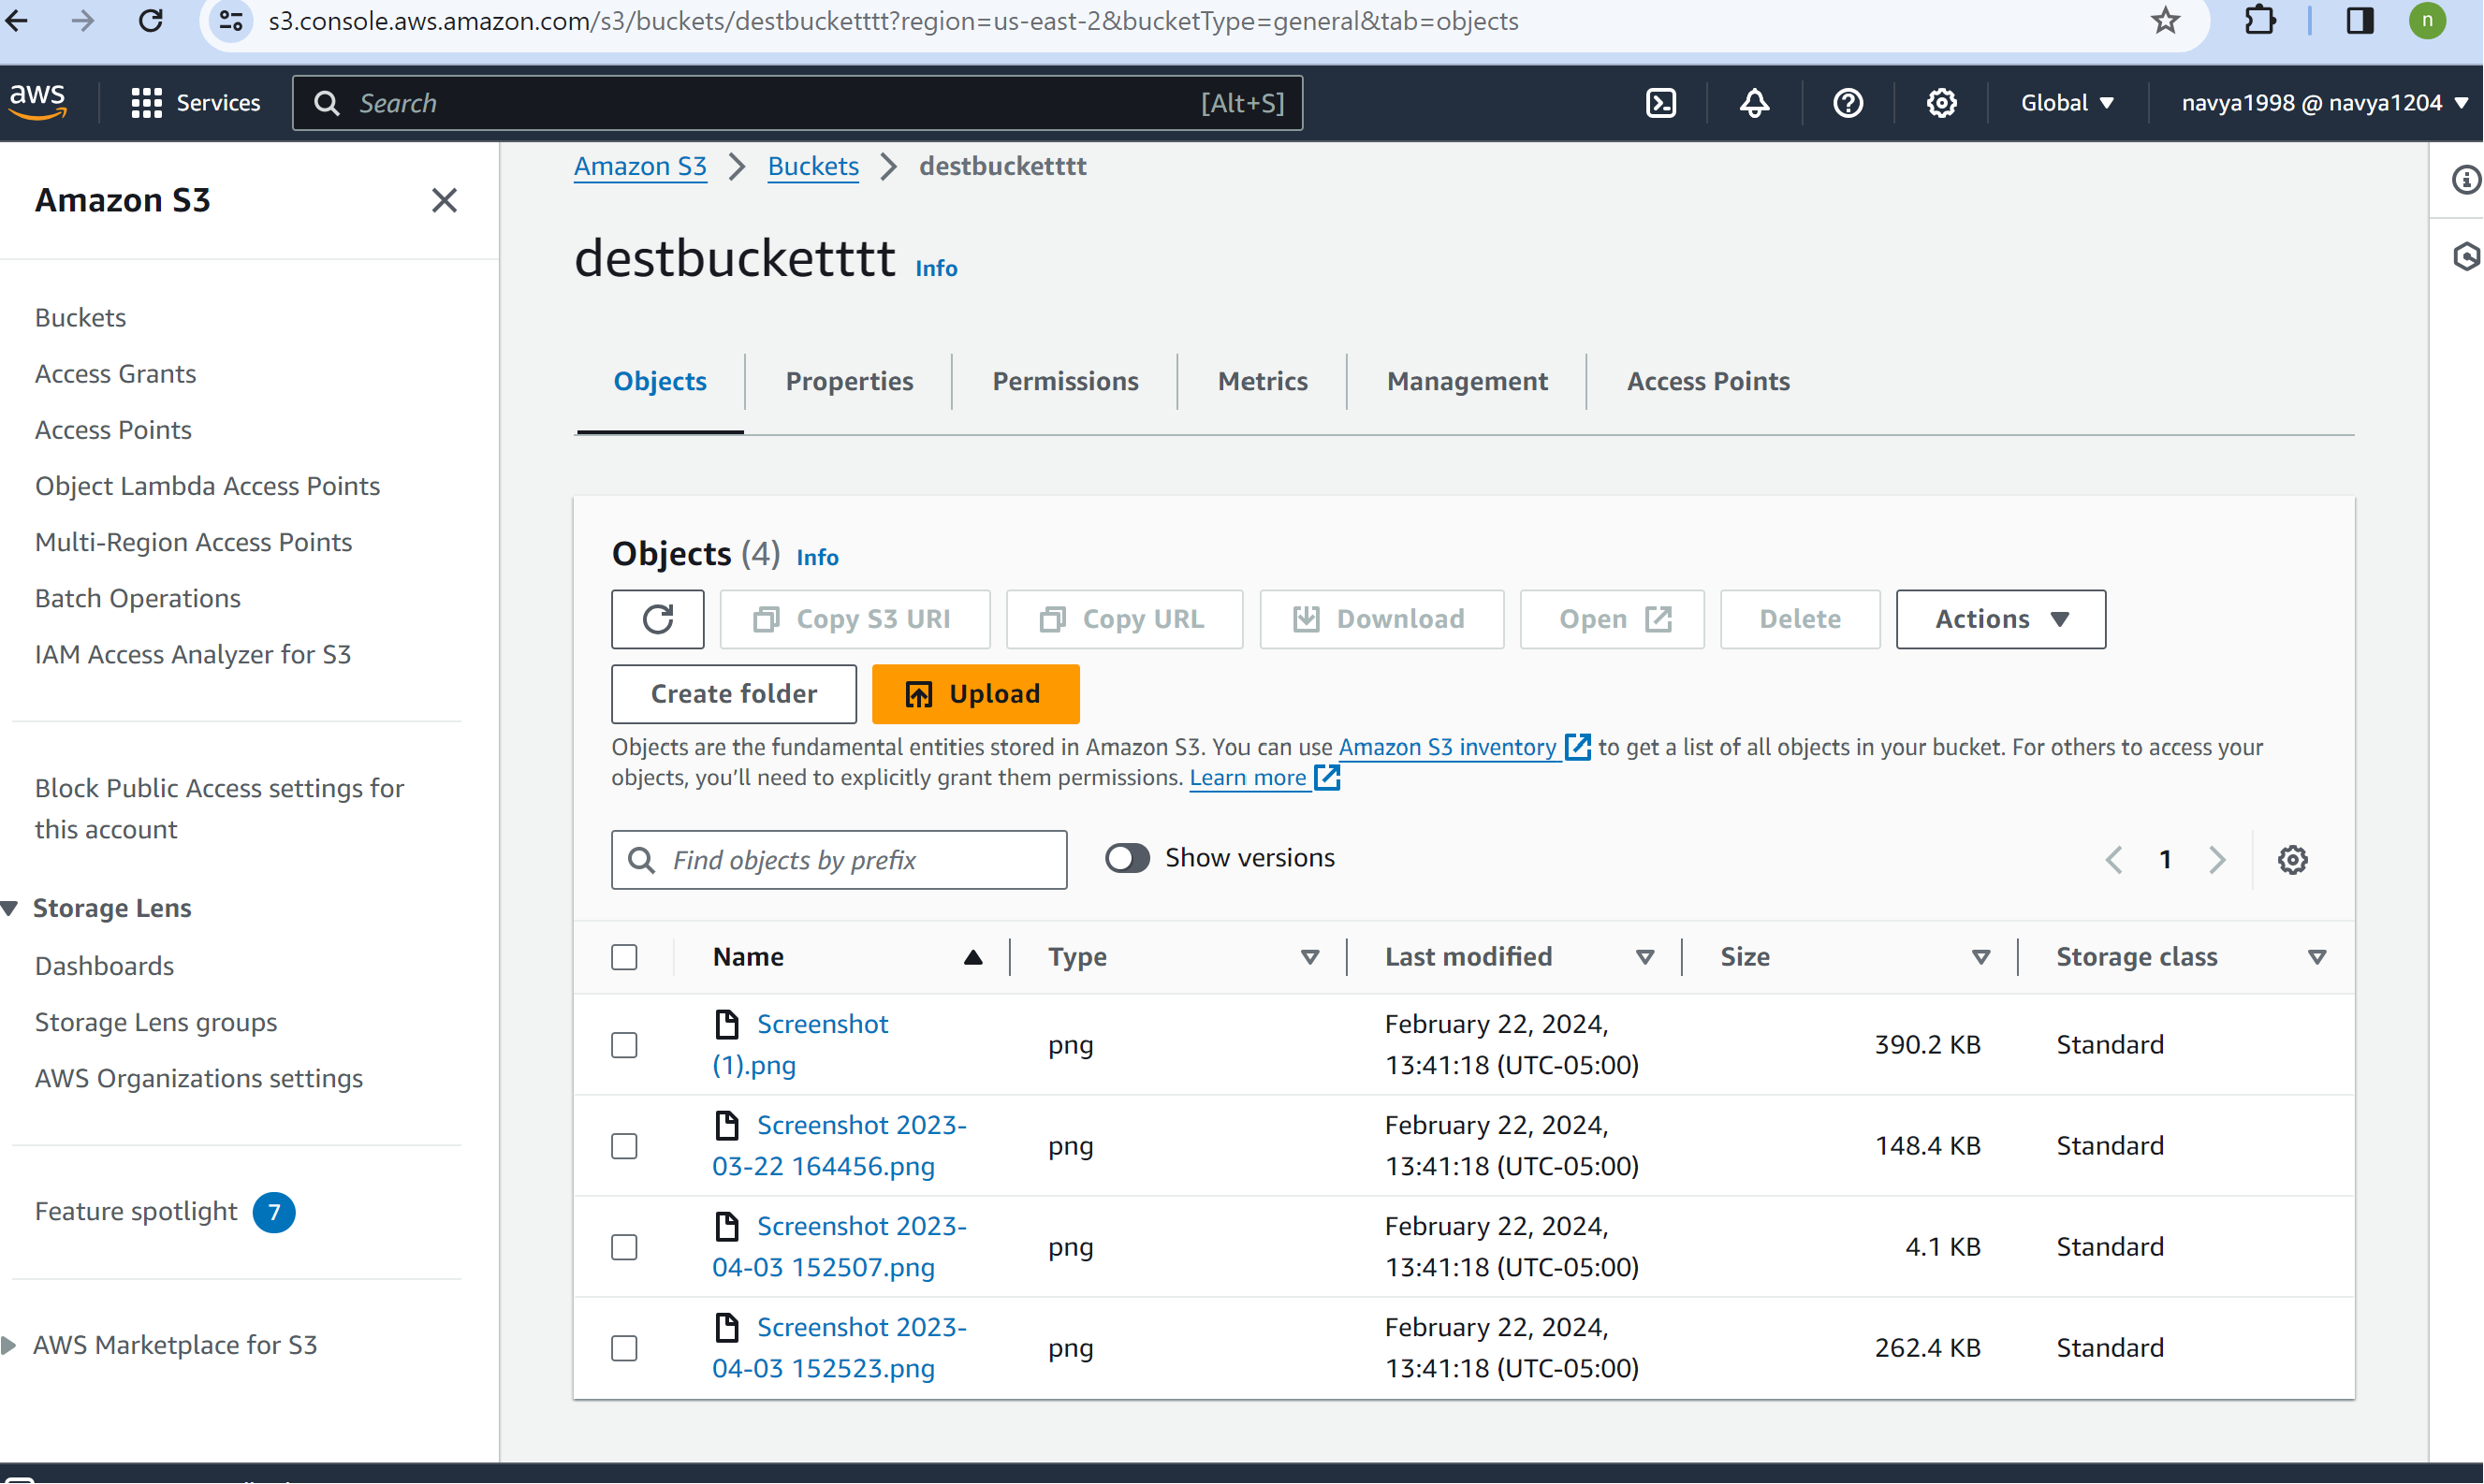 s3.console.aws.amazon.com/s3/buckets/destbucketttt?region=us-east-2&bucketType=general&tab=objects
n
aws
Services
Search
[Alt+S]
Global
navya1998 @ navya1204
Amazon S3
Buckets
Access Grants
Access Points
Object Lambda Access Points
Multi-Region Access Points
Batch Operations
IAM Access Analyzer for S3
Block Public Access settings for
this account
Storage Lens
Dashboards
Storage Lens groups
AWS Organizations settings
Feature spotlight 7
AWS Marketplace for S3
Amazon S3 > Buckets > destbucketttt
destbucketttt Info
Objects Properties Permissions Metrics Management Access Points
Objects (4) Info
Copy S3 URI Copy URL Download Open Delete Actions
Create folder Upload
Objects are the fundamental entities stored in Amazon S3. You can use Amazon S3 inventory to get a list of all objects in your bucket. For others to access your
objects, you'll need to explicitly grant them permissions. Learn more
Find objects by prefix
Show versions
1
Name Type Last modified Size Storage class
Screenshot
(1).png
png
February 22, 2024,
13:41:18 (UTC-05:00)
390.2 KB
Standard
Screenshot 2023-
03-22 164456.png
png
February 22, 2024,
13:41:18 (UTC-05:00)
148.4 KB
Standard
Screenshot 2023-
04-03 152507.png
png
February 22, 2024,
13:41:18 (UTC-05:00)
4.1 KB
Standard
Screenshot 2023-
04-03 152523.png
png
February 22, 2024,
13:41:18 (UTC-05:00)
262.4 KB
Standard